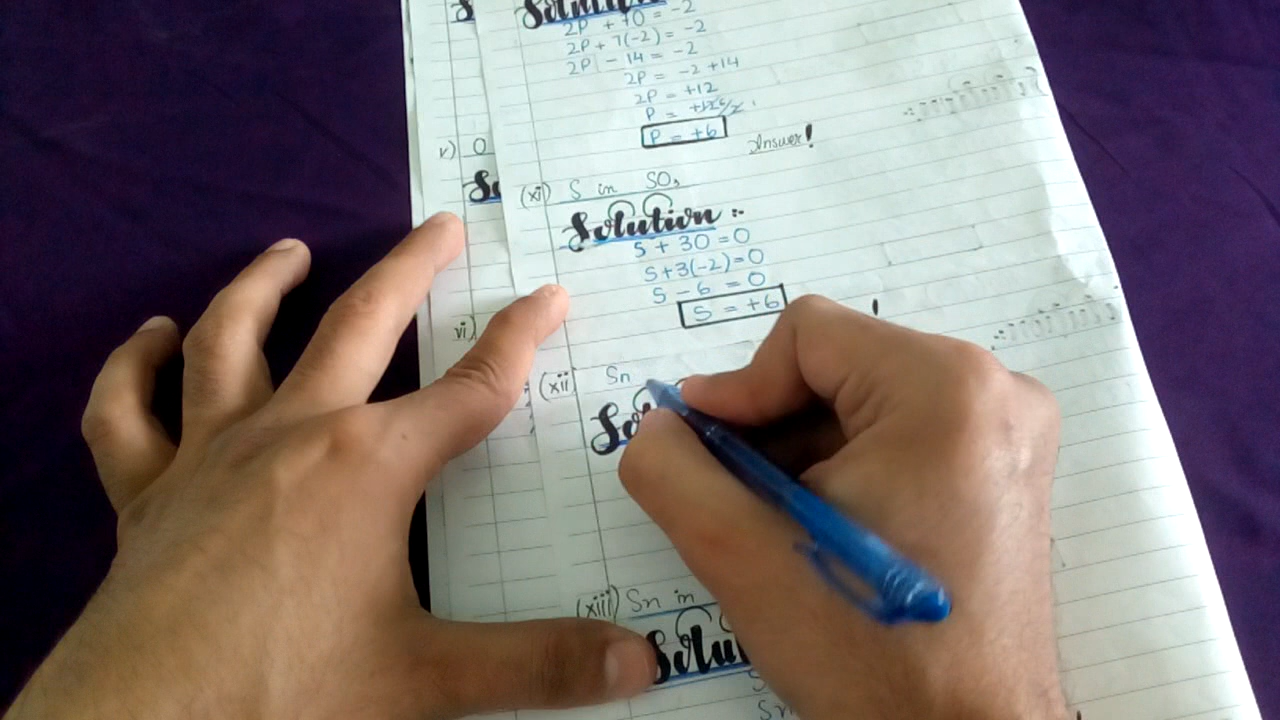 Solution
2P + 7O = -2
2P + 7(-2) = -2
2P - 14 = -2
2P = -2 +14
2P = +12
P =
P = +6
Answer!
v) O
(xi) S in SO₃
Solution :-
S + 3O = 0
S+3(-2)=0
S - 6 = 0
S = +6
!
vi)
(xii) Sn
(xiii) Sn in